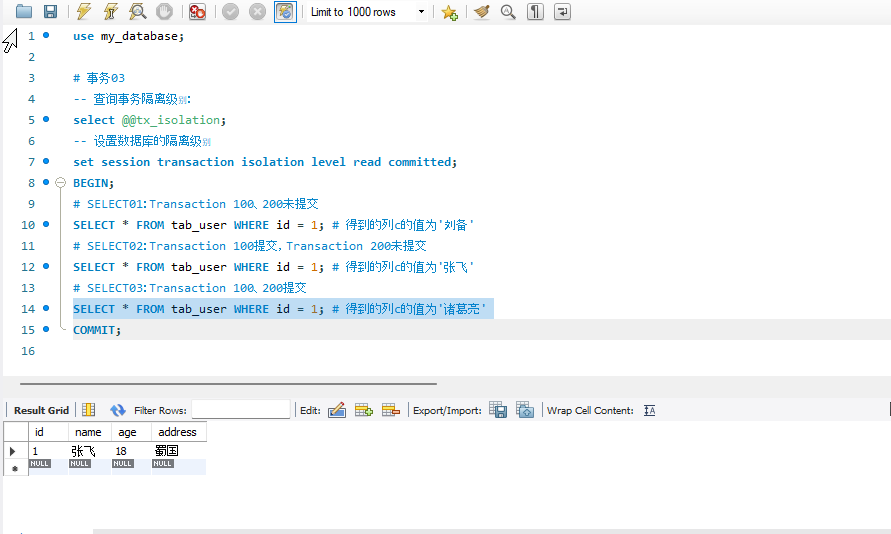 Limit to 1000 rows
1 use my_database;
2
3 # 事务03
4 -- 查询事务隔离级别:
5 select @@tx_isolation;
6 -- 设置数据库的隔离级别
7 set session transaction isolation level read committed;
8 BEGIN;
9 # SELECT01:Transaction 100、200未提交
10 SELECT * FROM tab_user WHERE id = 1; # 得到的列c的值为'刘备'
11 # SELECT02:Transaction 100提交，Transaction 200未提交
12 SELECT * FROM tab_user WHERE id = 1; # 得到的列c的值为'张飞'
13 # SELECT03:Transaction 100、200提交
14 SELECT * FROM tab_user WHERE id = 1; # 得到的列c的值为'诸葛亮'
15 COMMIT;
16
Result Grid Filter Rows: Edit: Export/Import: Wrap Cell Content: IA
id name age address
1 张飞 18 蜀国
NULL NULL NULL NULL